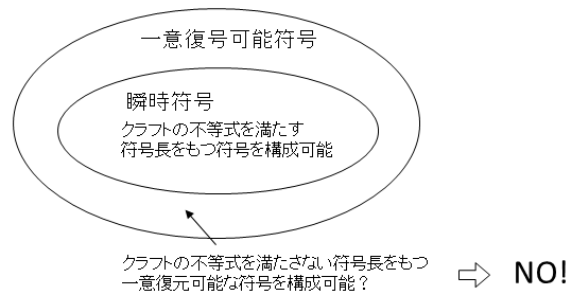 一意復号可能符号
瞬時符号
クラフトの不等式を満たす
符号長をもつ符号を構成可能
クラフトの不等式を満たさない符号長をもつ
一意復元可能な符号を構成可能？
⇨ NO!